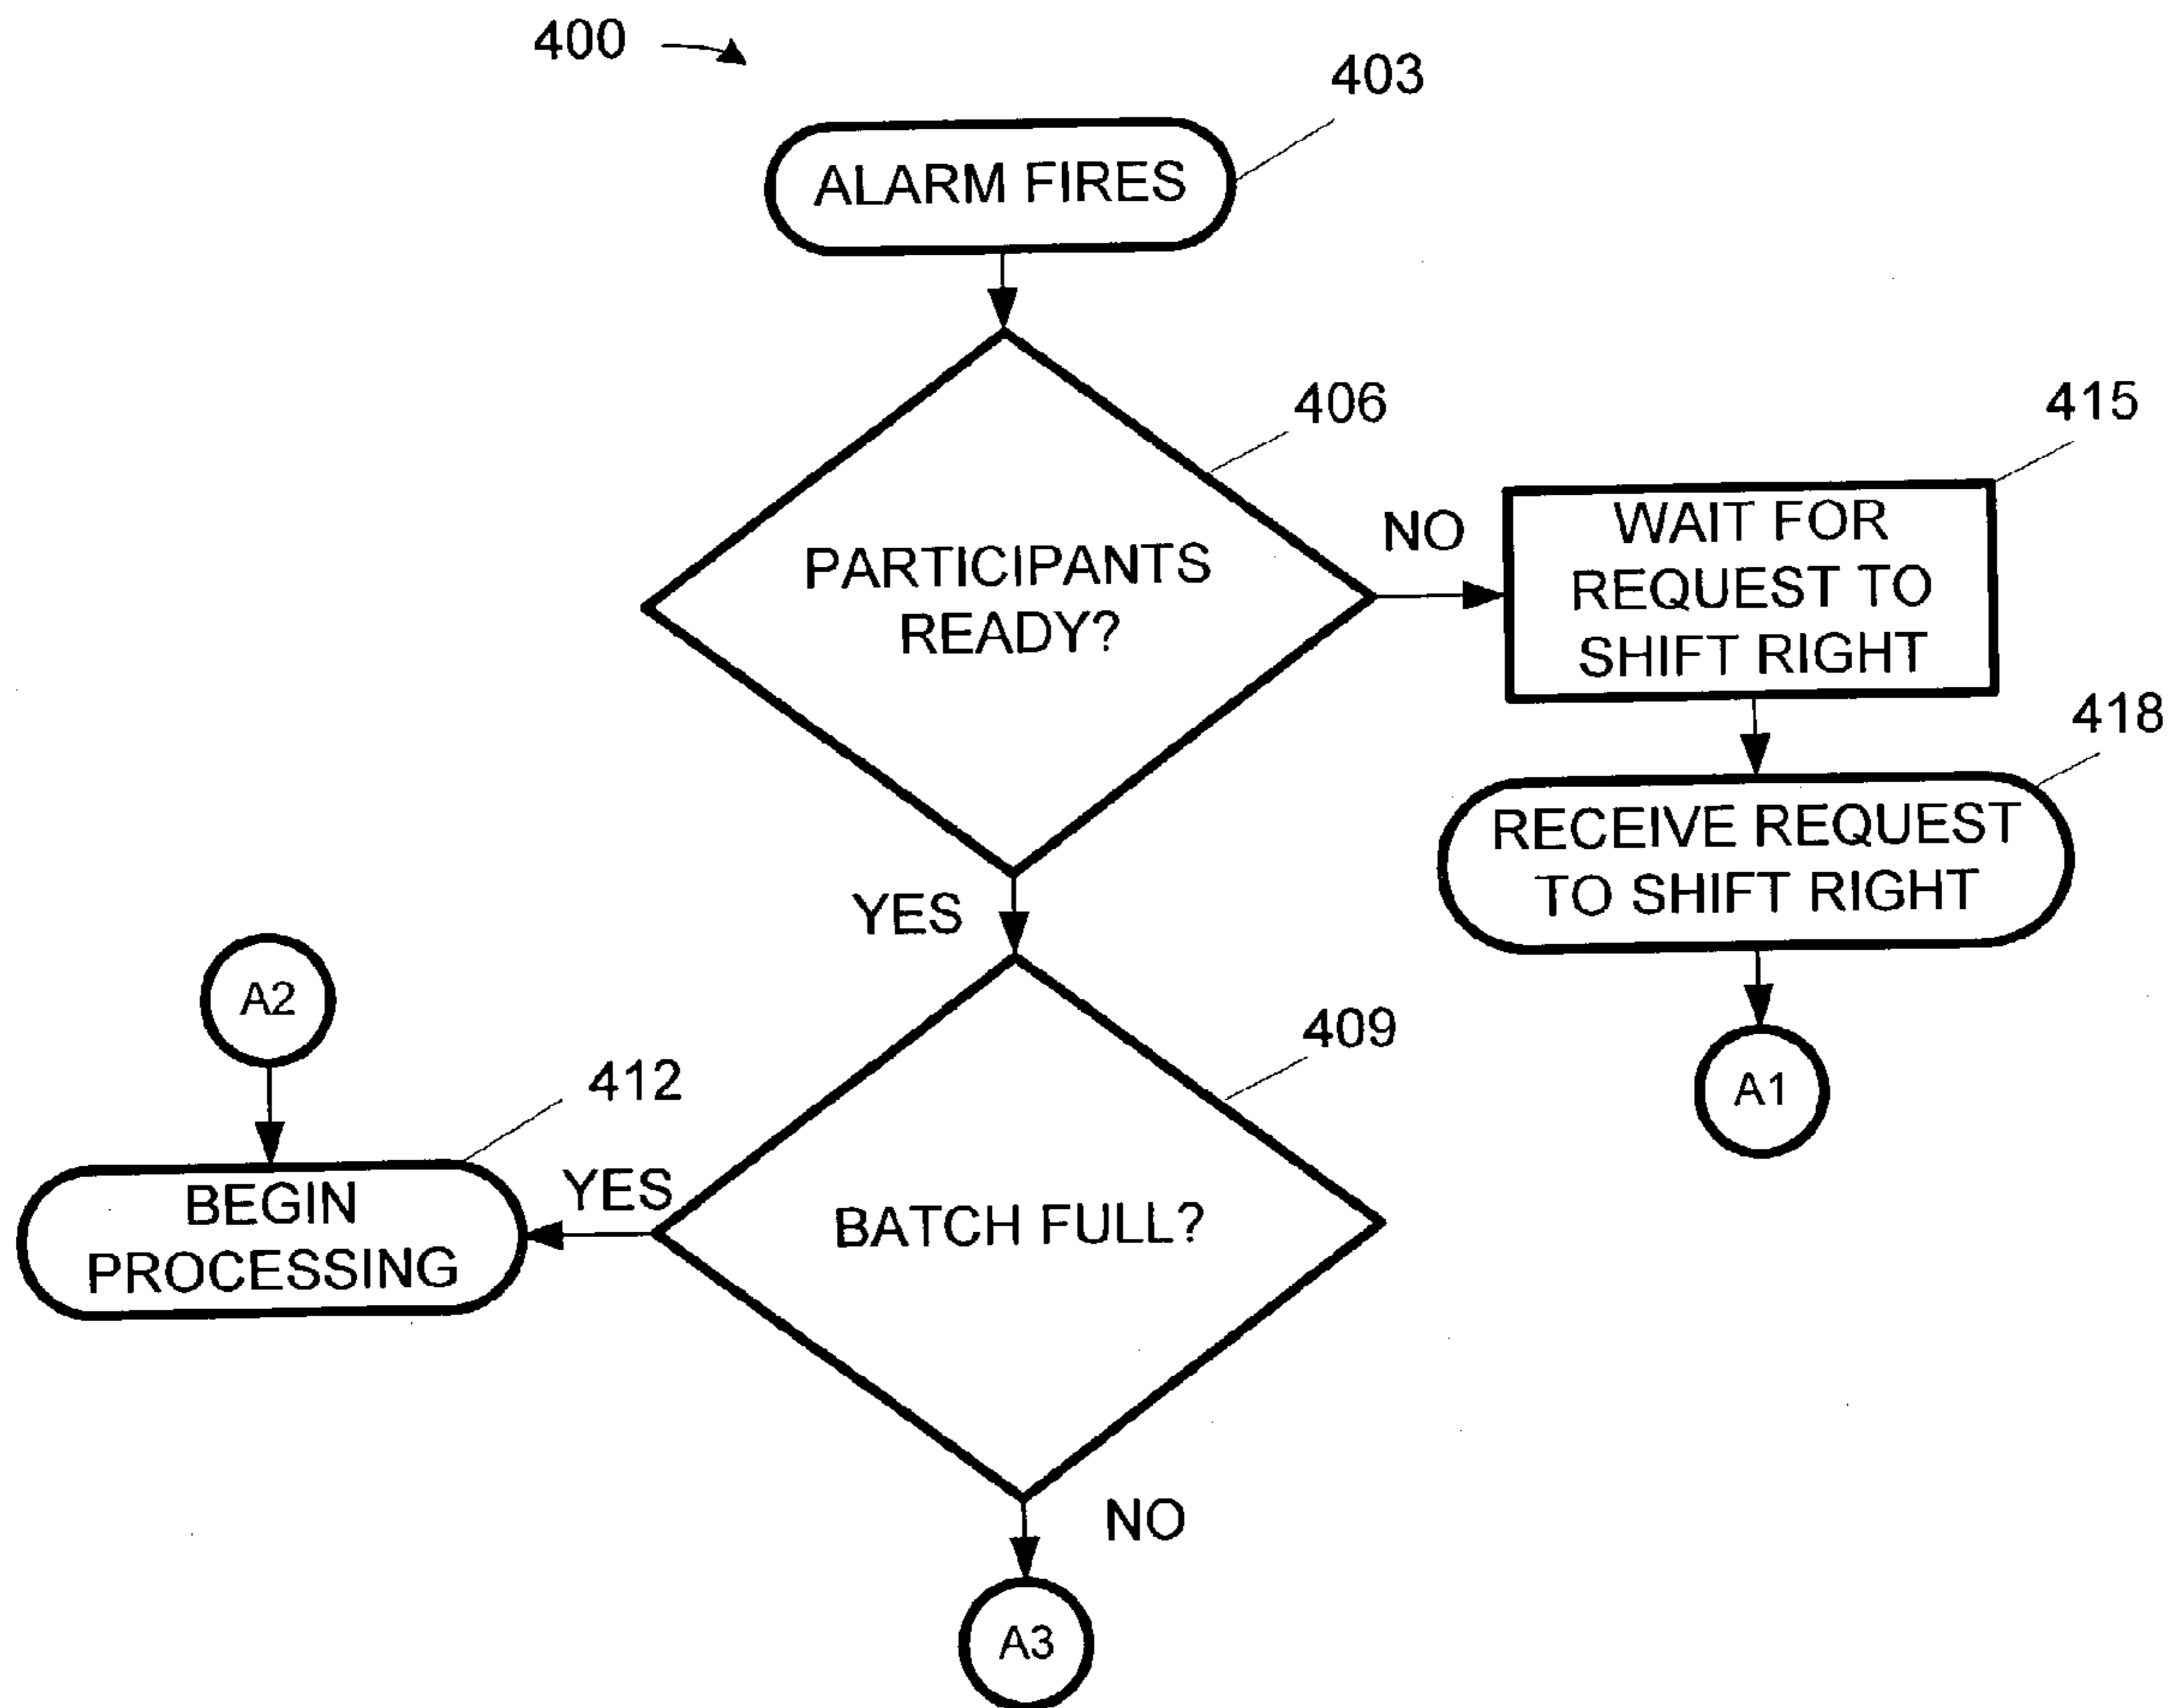 400
403
ALARM FIRES
406
415
PARTICIPANTS
READY?
NO
WAIT FOR
REQUEST TO
SHIFT RIGHT
418
RECEIVE REQUEST
TO SHIFT RIGHT
YES
A2
409
A1
412
BEGIN
PROCESSING
YES
BATCH FULL?
NO
A3